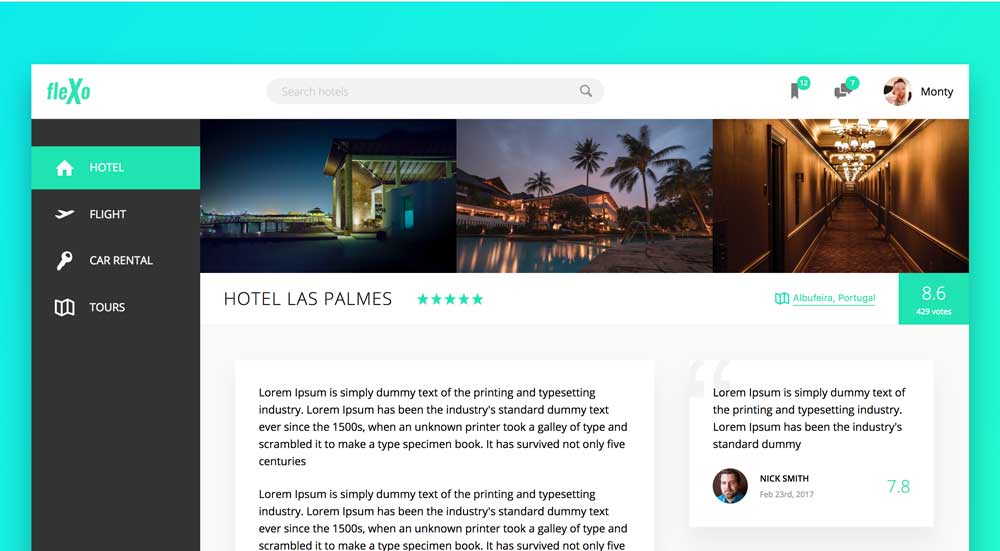 fleXo
Search hotels
12
7
Monty
HOTEL
FLIGHT
CAR RENTAL
TOURS
HOTEL LAS PALMES
Albufeira, Portugal
8.6
429 votes
Lorem Ipsum is simply dummy text of the printing and typesetting
industry. Lorem Ipsum has been the industry's standard dummy text
ever since the 1500s, when an unknown printer took a galley of type and
scrambled it to make a type specimen book. It has survived not only five
centuries
Lorem Ipsum is simply dummy text of the printing and typesetting
industry. Lorem Ipsum has been the industry's standard dummy text
ever since the 1500s, when an unknown printer took a galley of type and
scrambled it to make a type specimen book. It has survived not only five
“
Lorem Ipsum is simply dummy text of
the printing and typesetting industry.
Lorem Ipsum has been the industry's
standard dummy
NICK SMITH
Feb 23rd, 2017
7.8